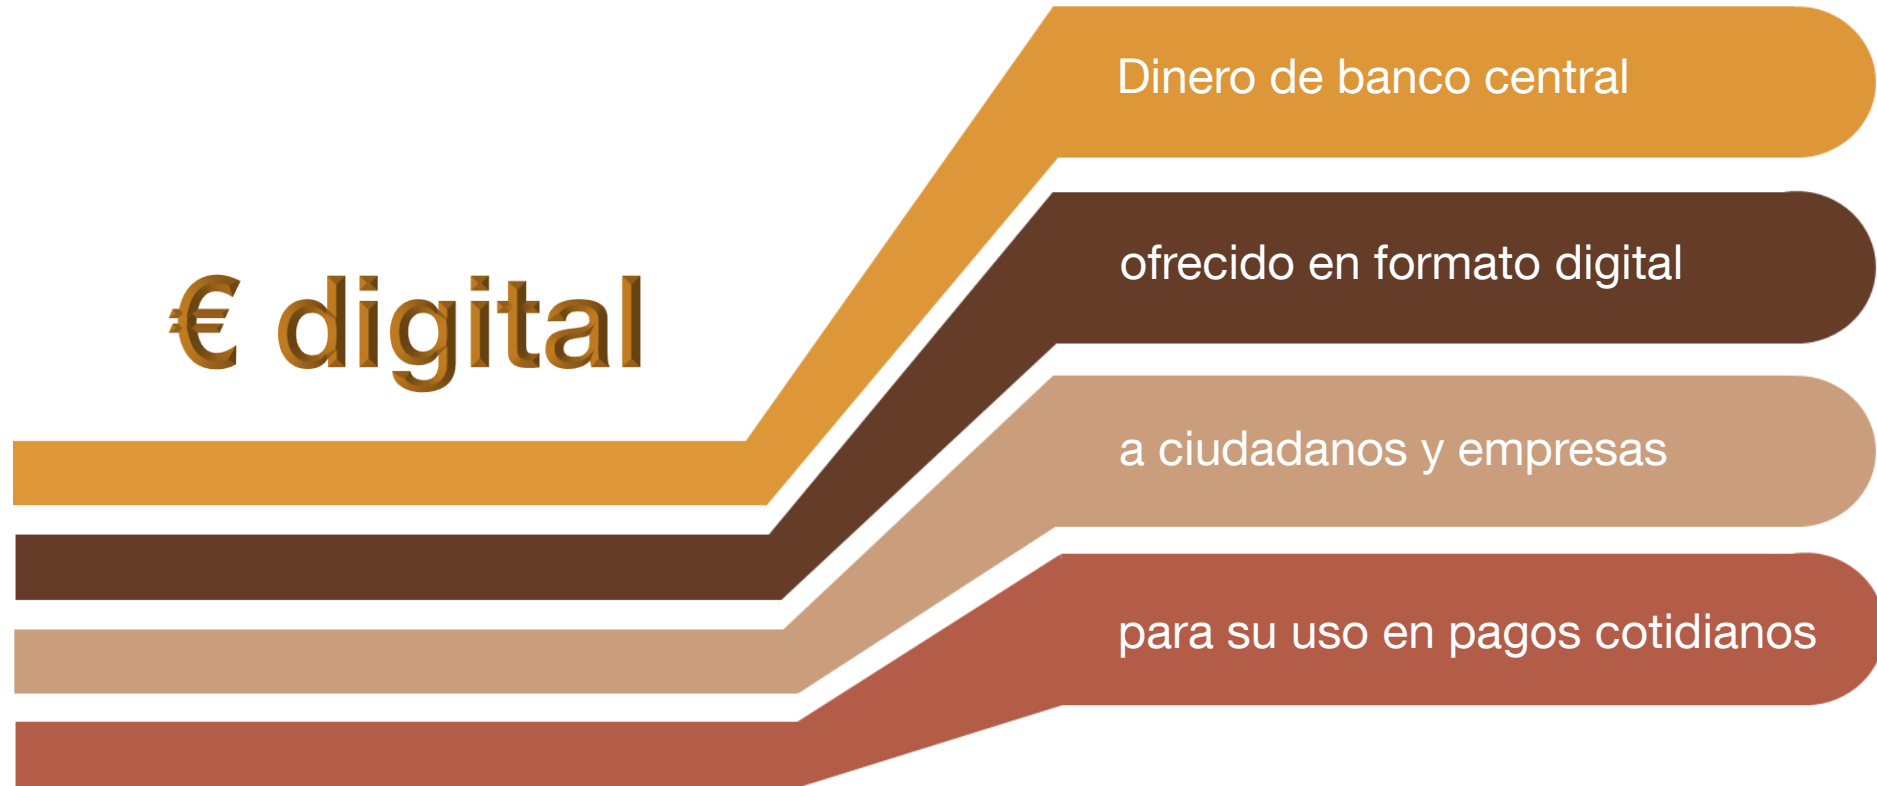 € digital
Dinero de banco central
ofrecido en formato digital
a ciudadanos y empresas
para su uso en pagos cotidianos